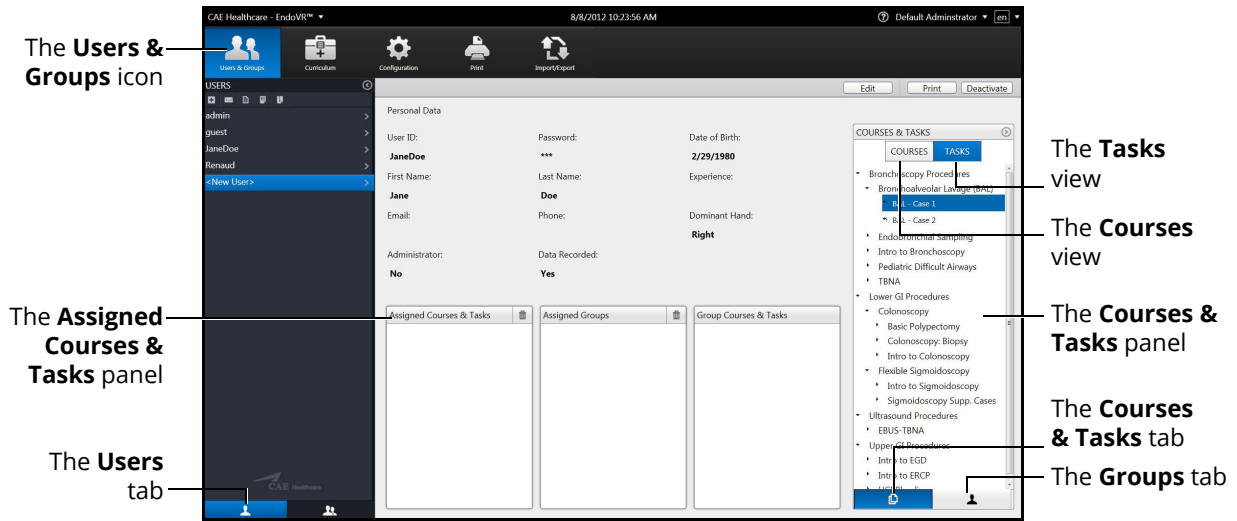 CAE Healthcare - EndoVR™ ▾
8/8/2012 10:23:56 AM
Default Adminstrator ▾ en ▾
The Users &
Groups icon
Users & Groups
Curriculum
Configuration
Print
Import/Export
USERS
admin
guest
JaneDoe
Renaud
<New User>
Edit
Print
Deactivate
Personal Data
User ID:
Password:
Date of Birth:
JaneDoe
***
2/29/1980
First Name:
Last Name:
Experience:
Jane
Doe
Email:
Phone:
Dominant Hand:
Right
Administrator:
Data Recorded:
No
Yes
Assigned Courses & Tasks
Assigned Groups
Group Courses & Tasks
COURSES & TASKS
COURSES
TASKS
Bronchoscopy Procedures
Bronchoalveolar Lavage (BAL)
BAL - Case 1
BAL - Case 2
Endobronchial Sampling
Intro to Bronchoscopy
Pediatric Difficult Airways
TBNA
Lower GI Procedures
Colonoscopy
Basic Polypectomy
Colonoscopy: Biopsy
Intro to Colonoscopy
Flexible Sigmoidoscopy
Intro to Sigmoidoscopy
Sigmoidoscopy Supp. Cases
Ultrasound Procedures
EBUS-TBNA
Upper GI Procedures
Intro to EGD
Intro to ERCP
CAE Healthcare
The Assigned
Courses &
Tasks panel
The Users
tab
The Tasks
view
The Courses
view
The Courses &
Tasks panel
The Courses
& Tasks tab
The Groups tab